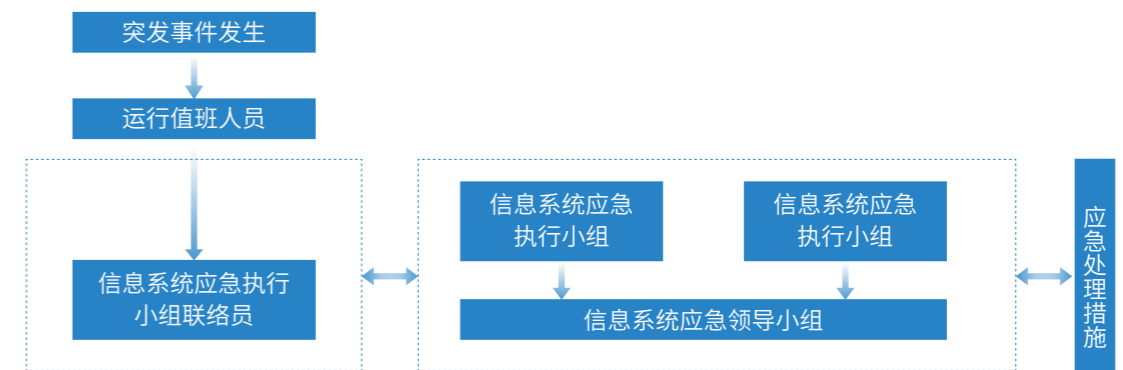 突发事件发生
运行值班人员
信息系统应急执行
小组联络员
信息系统应急
执行小组
信息系统应急
执行小组
信息系统应急领导小组
应急处理措施